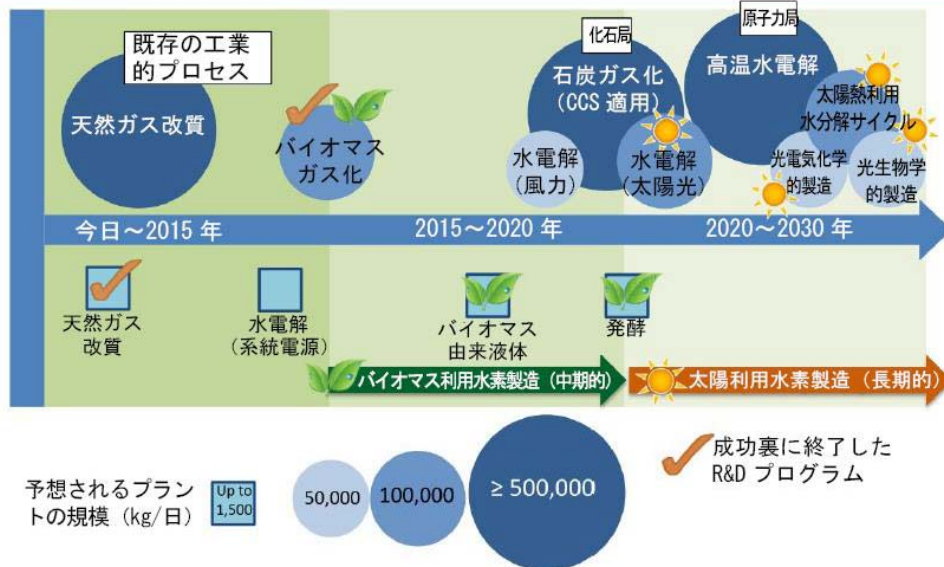 既存の工業
的プロセス
天然ガス改質
バイオマス
ガス化
化石局
石炭ガス化
（CCS 適用）
水電解
（風力）
水電解
（太陽光）
原子力局
高温水電解
太陽熱利用
水分解サイクル
光電気化学
的製造
光生物学
的製造
今日～2015 年
2015～2020 年
2020～2030 年
天然ガス
改質
水電解
（系統電源）
バイオマス
由来液体
発酵
バイオマス利用水素製造（中期的）
太陽利用水素製造（長期的）
予想されるプラン
トの規模（kg/日）
Up to
1,500
50,000
100,000
≥ 500,000
成功裏に終了した
R&D プログラム